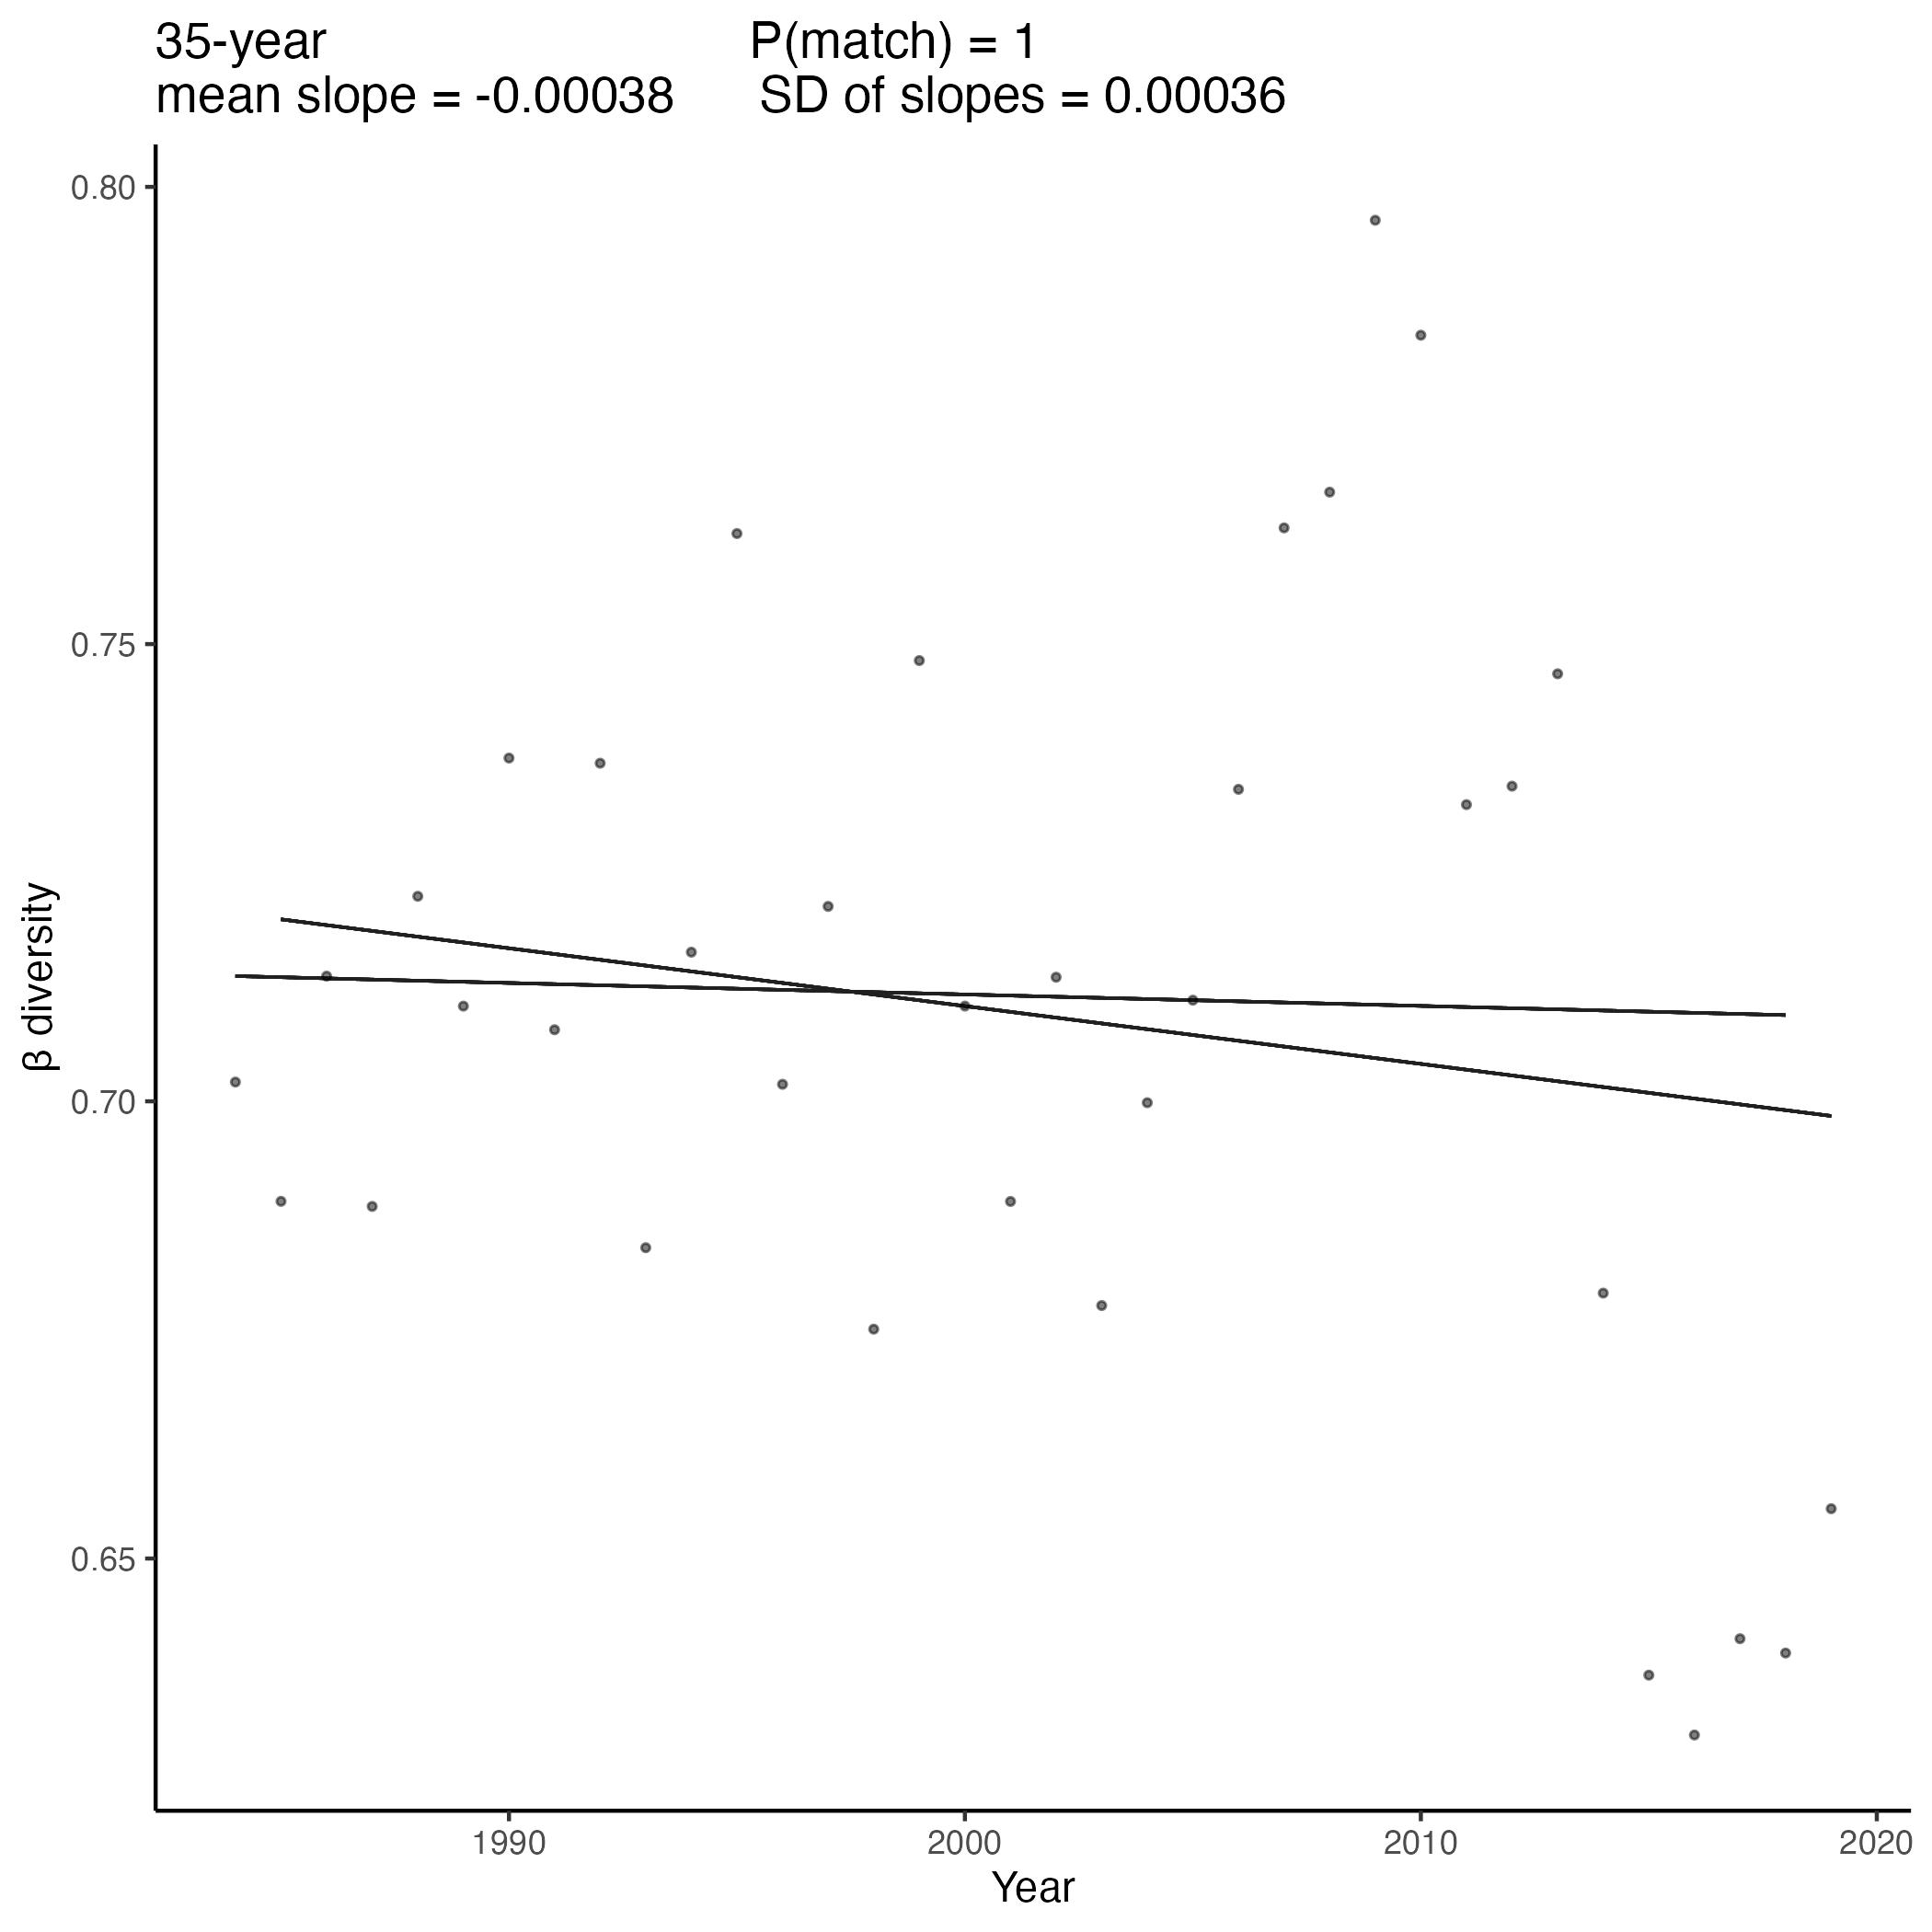 35-year P(match) = 1
mean slope = -0.00038 SD of slopes = 0.00036
0.80
0.75
0.70
0.65
β diversity
1990 2000 2010 2020
Year